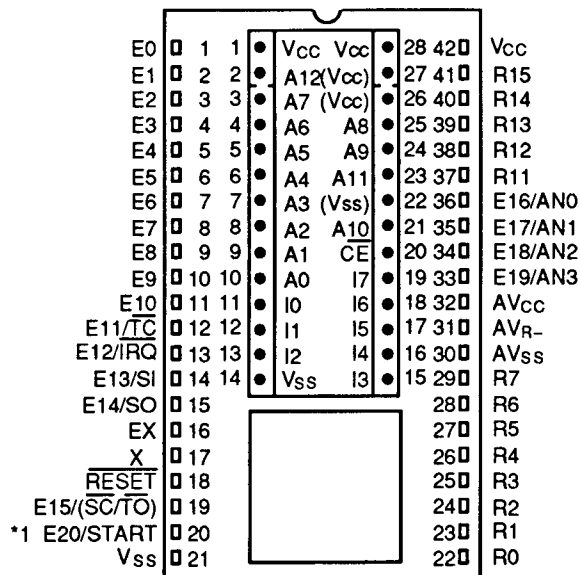 E0 1 1 VCC VCC 28 42 VCC
E1 2 2 A12(VCC) 27 41 R15
E2 3 3 A7 (VCC) 26 40 R14
E3 4 4 A6 A8 25 39 R13
E4 5 5 A5 A9 24 38 R12
E5 6 6 A4 A11 23 37 R11
E6 7 7 A3 (VSS) 22 36 E16/AN0
E7 8 8 A2 A10 21 35 E17/AN1
E8 9 9 A1 C̅E̅ 20 34 E18/AN2
E9 10 10 A0 I7 19 33 E19/AN3
E10 11 11 I0 I6 18 32 AVCC
E11/T̅C̅ 12 12 I1 I5 17 31 AVR–
E12/I̅R̅Q̅ 13 13 I2 I4 16 30 AVSS
E13/SI 14 14 VSS I3 15 29 R7
E14/SO 15 28 R6
EX 16 27 R5
X 17 26 R4
R̅E̅S̅E̅T̅ 18 25 R3
E15/(S̅C̅/T̅O̅) 19 24 R2
*1 E20/START 20 23 R1
VSS 21 22 R0